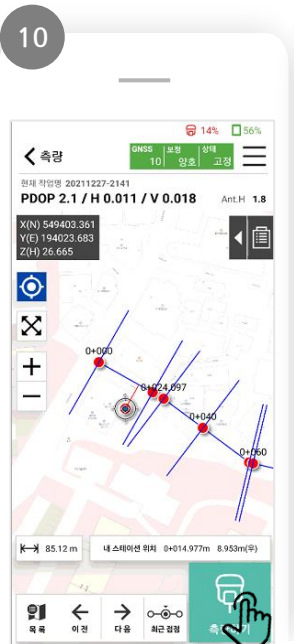 10
14% 56%
측량
GNSS 보정 상태
10 양호 고정
현재 작업명 20211227-2141
PDOP 2.1 / H 0.011 / V 0.018 Ant.H 1.8
X(N) 549403.361
Y(E) 194023.683
Z(H) 26.665
0+000
0+024.097
0+040
0+060
85.12 m
내 스테이션 위치 0+014.977m 8.953m(우)
목록 이전 다음 최근점점